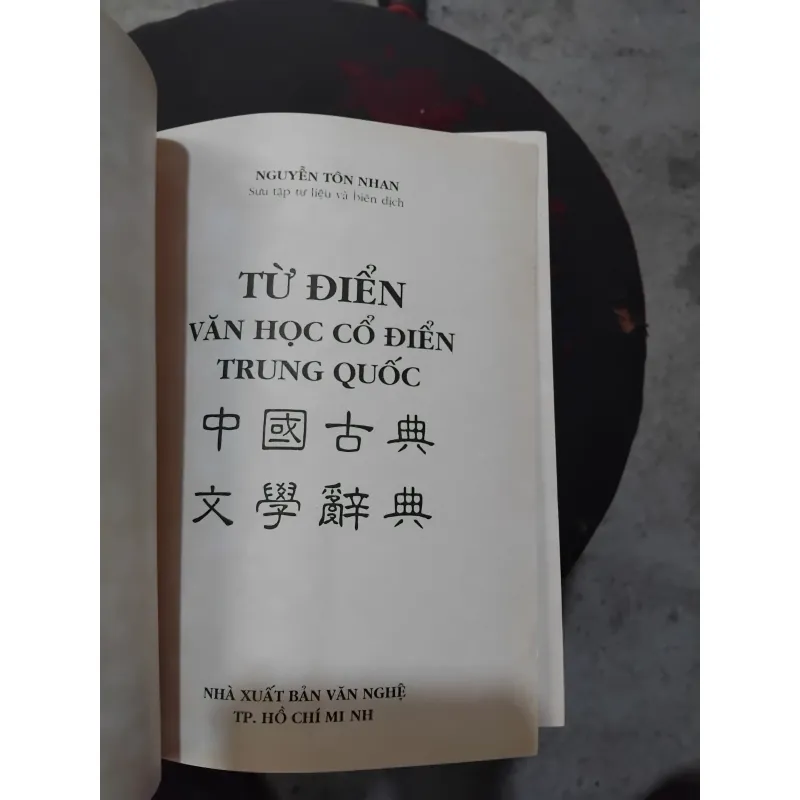 NGUYỄN TÔN NHAN
Sưu tập tư liệu và biên dịch
TỪ ĐIỂN
VĂN HỌC CỔ ĐIỂN
TRUNG QUỐC
中國古典
文學辭典
NHÀ XUẤT BẢN VĂN NGHỆ
TP. HỒ CHÍ MI NH